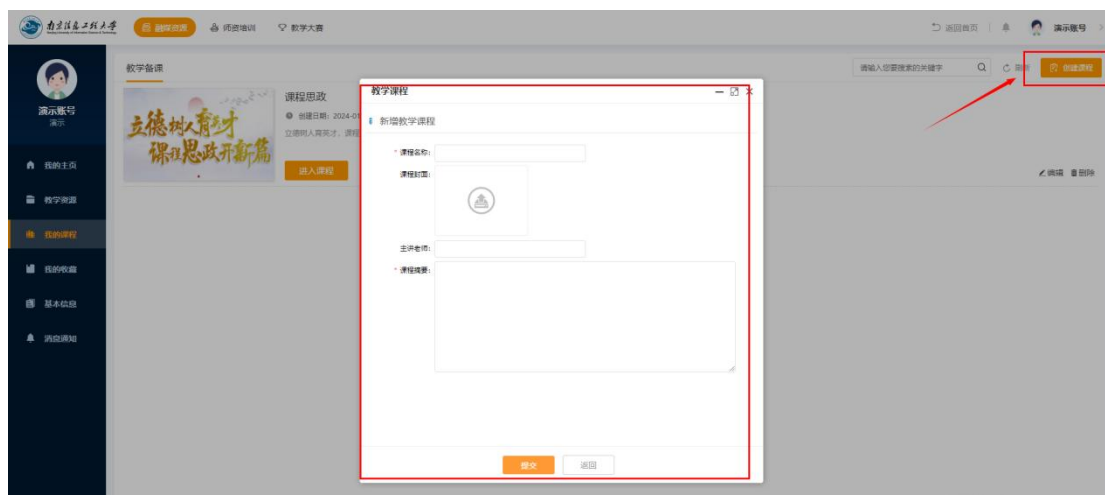 南京信息工程大学
融媒资源 师资培训 教学大赛 返回首页 演示账号
演示账号
演示
我的主页
教学资源
我的课程
我的收藏
基本信息
消息通知
教学备课 请输入您要搜索的关键字 刷新 创建课程
立德树人育英才
课程思政开新篇
课程思政
创建日期: 2024-01
立德树人育英才, 课程
进入课程
编辑 删除
教学课程
新增教学课程
* 课程名称:
课程封面:
主讲老师:
* 课程摘要:
提交 返回